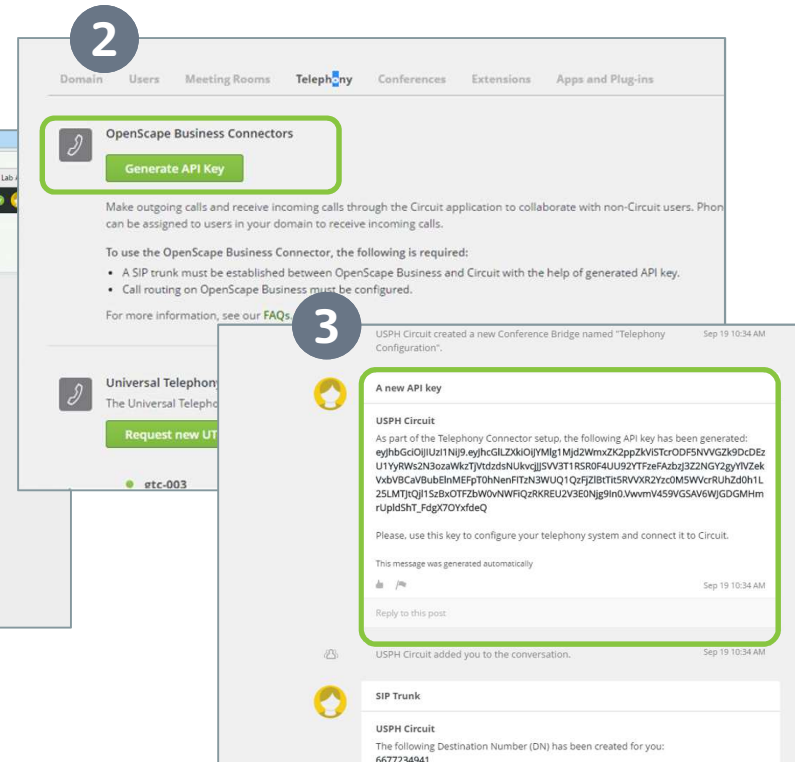 2
Domain Users Meeting Rooms Telephony Conferences Extensions Apps and Plug-ins
Lab
OpenScape Business Connectors
Generate API Key
Make outgoing calls and receive incoming calls through the Circuit application to collaborate with non-Circuit users. Phon
can be assigned to users in your domain to receive incoming calls.
To use the OpenScape Business Connector, the following is required:
• A SIP trunk must be established between OpenScape Business and Circuit with the help of generated API key.
• Call routing on OpenScape Business must be configured.
For more information, see our FAQs.
3
USPH Circuit created a new Conference Bridge named "Telephony Sep 19 10:34 AM
Configuration".
Universal Telephon
The Universal Telepho
Request new UT
gtc-003
A new API key
USPH Circuit
As part of the Telephony Connector setup, the following API key has been generated:
Please, use this key to configure your telephony system and connect it to Circuit.
This message was generated automatically
Sep 19 10:34 AM
Reply to this post
USPH Circuit added you to the conversation. Sep 19 10:34 AM
SIP Trunk
USPH Circuit
The following Destination Number (DN) has been created for you:
6677234941